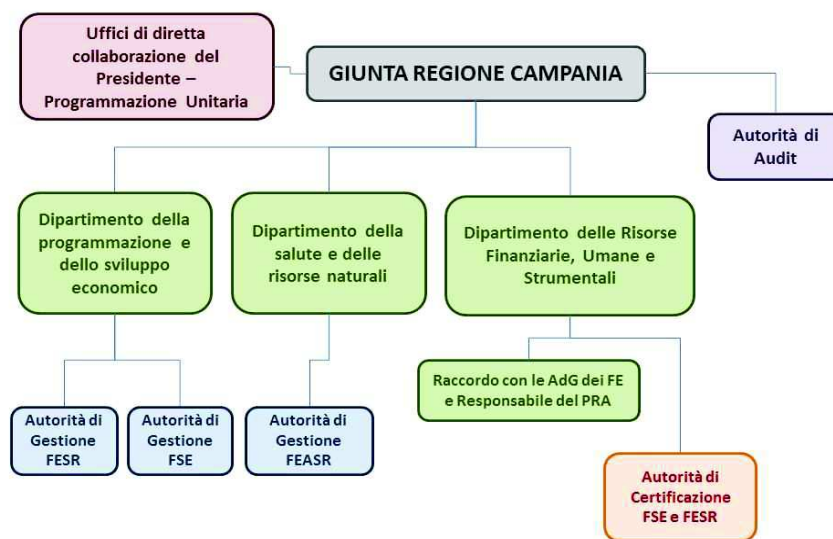 Uffici di diretta
collaborazione del
Presidente –
Programmazione Unitaria
GIUNTA REGIONE CAMPANIA
Autorità di
Audit
Dipartimento della
programmazione e
dello sviluppo
economico
Dipartimento della
salute e delle
risorse naturali
Dipartimento delle Risorse
Finanziarie, Umane e
Strumentali
Raccordo con le AdG dei FE
e Responsabile del PRA
Autorità di
Gestione
FESR
Autorità di
Gestione
FSE
Autorità di
Gestione
FEASR
Autorità di
Certificazione
FSE e FESR